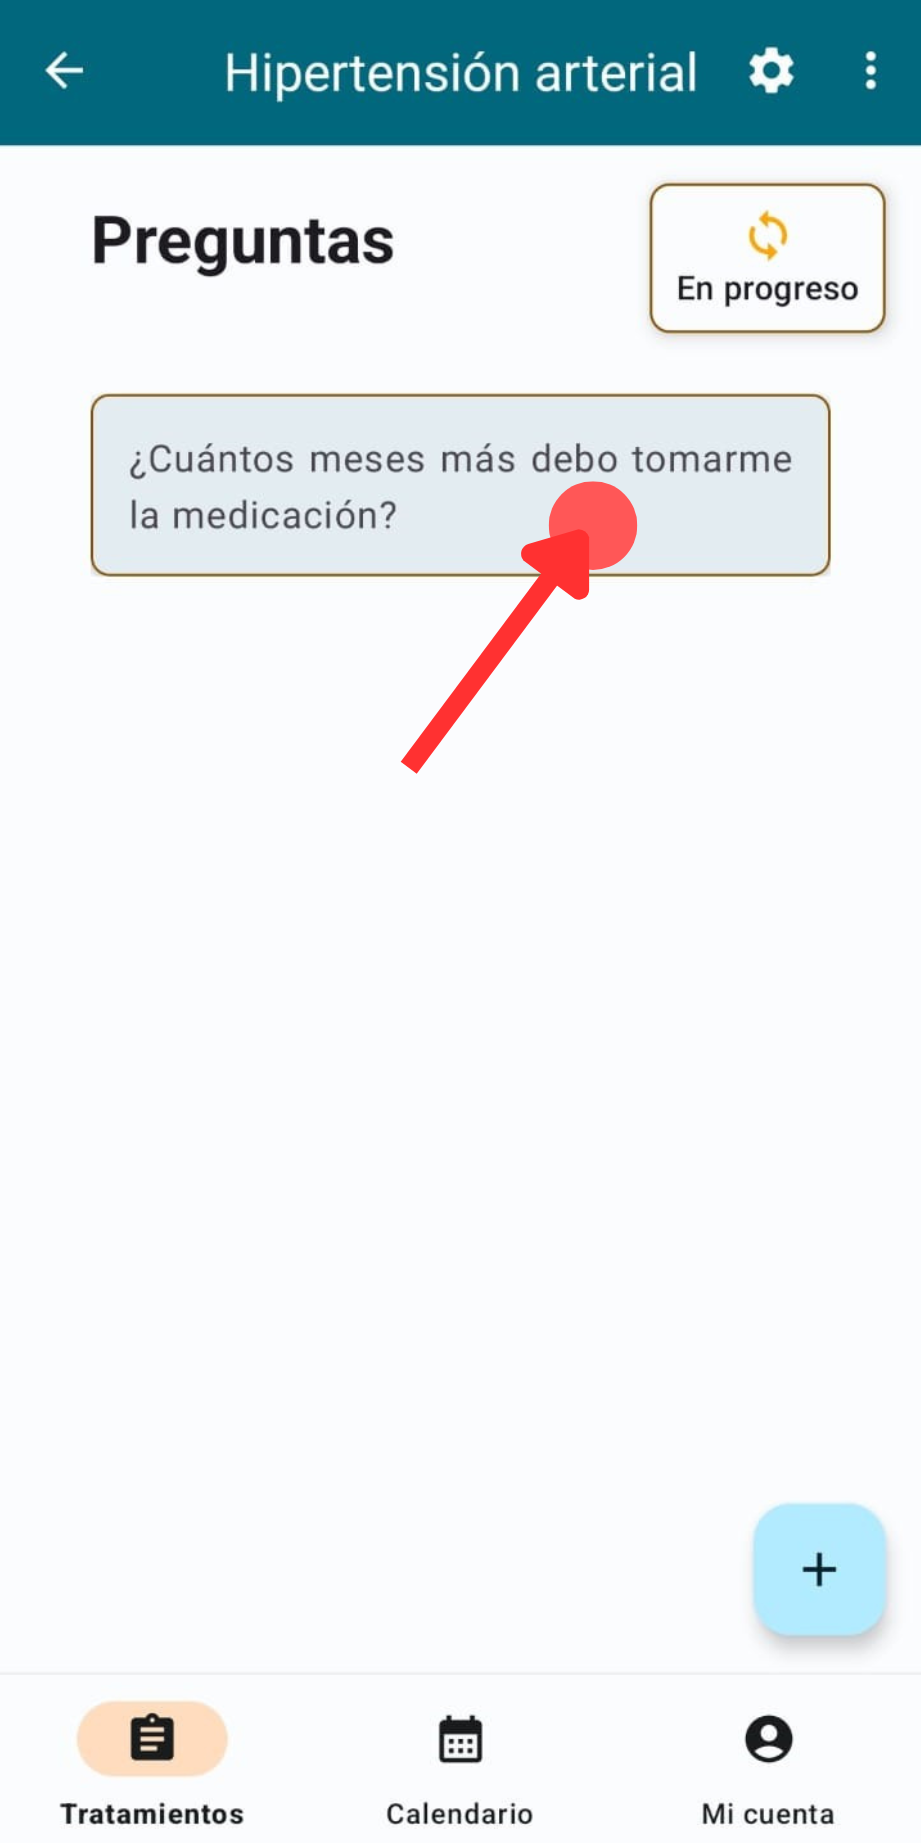 Hipertensión arterial
Preguntas
En progreso
¿Cuántos meses más debo tomarme
la medicación?
Tratamientos
Calendario
Mi cuenta